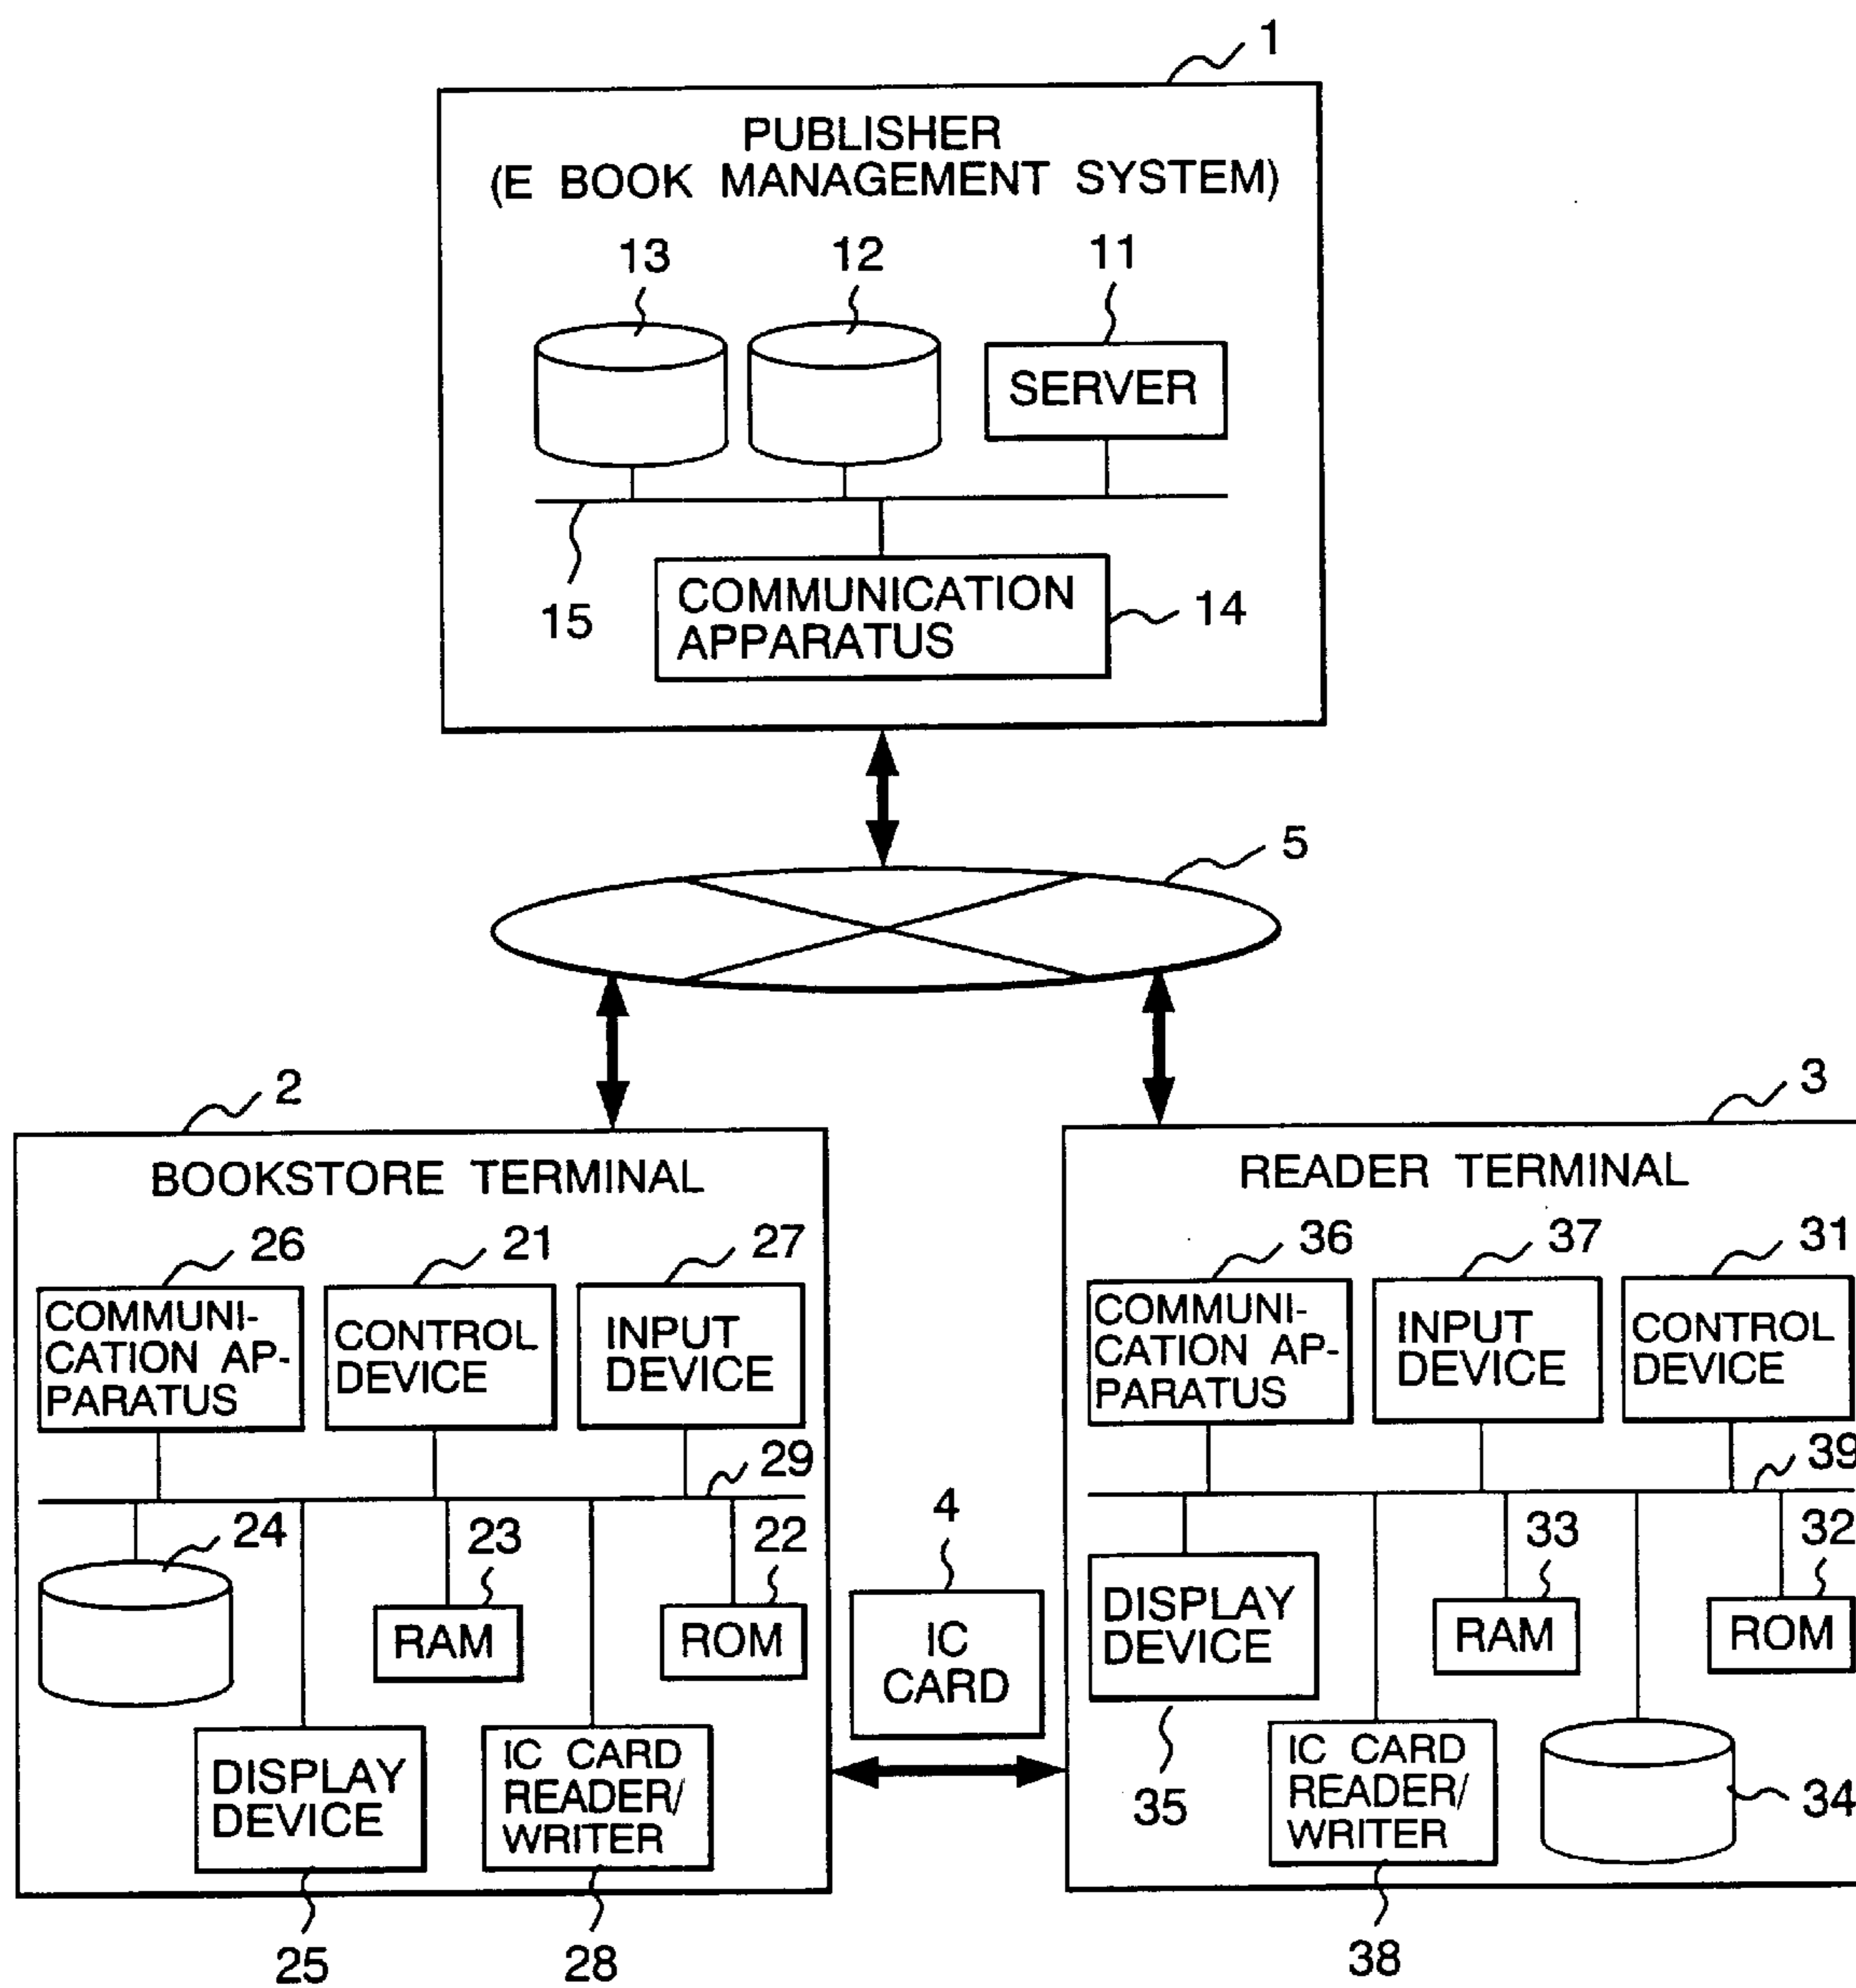 1
PUBLISHER
(E BOOK MANAGEMENT SYSTEM)
13
12
11
SERVER
15
COMMUNICATION
APPARATUS
14
5
2
BOOKSTORE TERMINAL
26
21
27
COMMUNI-
CATION AP-
PARATUS
CONTROL
DEVICE
INPUT
DEVICE
29
24
23
22
RAM
ROM
DISPLAY
DEVICE
IC CARD
READER/
WRITER
25
28
4
IC
CARD
3
READER TERMINAL
36
37
31
COMMUNI-
CATION AP-
PARATUS
INPUT
DEVICE
CONTROL
DEVICE
39
33
32
DISPLAY
DEVICE
RAM
ROM
35
IC CARD
READER/
WRITER
34
38